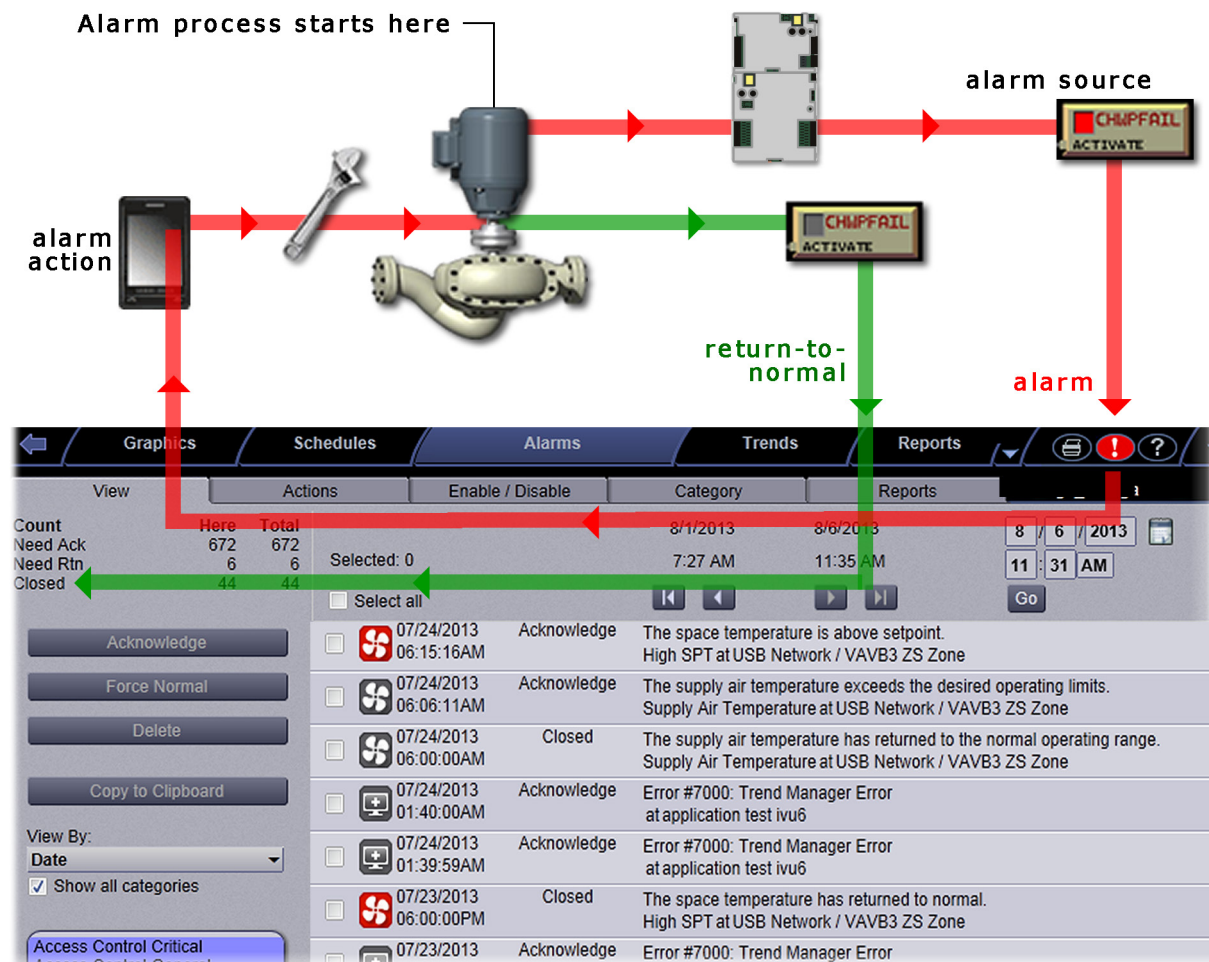 Alarm process starts here
alarm source
CHWPFAIL
ACTIVATE
alarm
action
CHWPFAIL
ACTIVATE
return-to-
normal
alarm
Graphics Schedules Alarms Trends Reports ! ?
View Actions Enable / Disable Category Reports
Count Here Total 8/1/2013 8/6/2013 8 / 6 / 2013
Need Ack 672 672
Need Rtn 6 6 Selected: 0 7:27 AM 11:35 AM 11 : 31 AM
Closed 44 44
Select all Go
Acknowledge
Force Normal
Delete
Copy to Clipboard
View By:
Date
Show all categories
Access Control Critical
07/24/2013 Acknowledge The space temperature is above setpoint.
06:15:16AM High SPT at USB Network / VAVB3 ZS Zone
07/24/2013 Acknowledge The supply air temperature exceeds the desired operating limits.
06:06:11AM Supply Air Temperature at USB Network / VAVB3 ZS Zone
07/24/2013 Closed The supply air temperature has returned to the normal operating range.
06:00:00AM Supply Air Temperature at USB Network / VAVB3 ZS Zone
07/24/2013 Acknowledge Error #7000: Trend Manager Error
01:40:00AM at application test ivu6
07/24/2013 Acknowledge Error #7000: Trend Manager Error
01:39:59AM at application test ivu6
07/23/2013 Closed The space temperature has returned to normal.
06:00:00PM High SPT at USB Network / VAVB3 ZS Zone
07/23/2013 Acknowledge Error #7000: Trend Manager Error